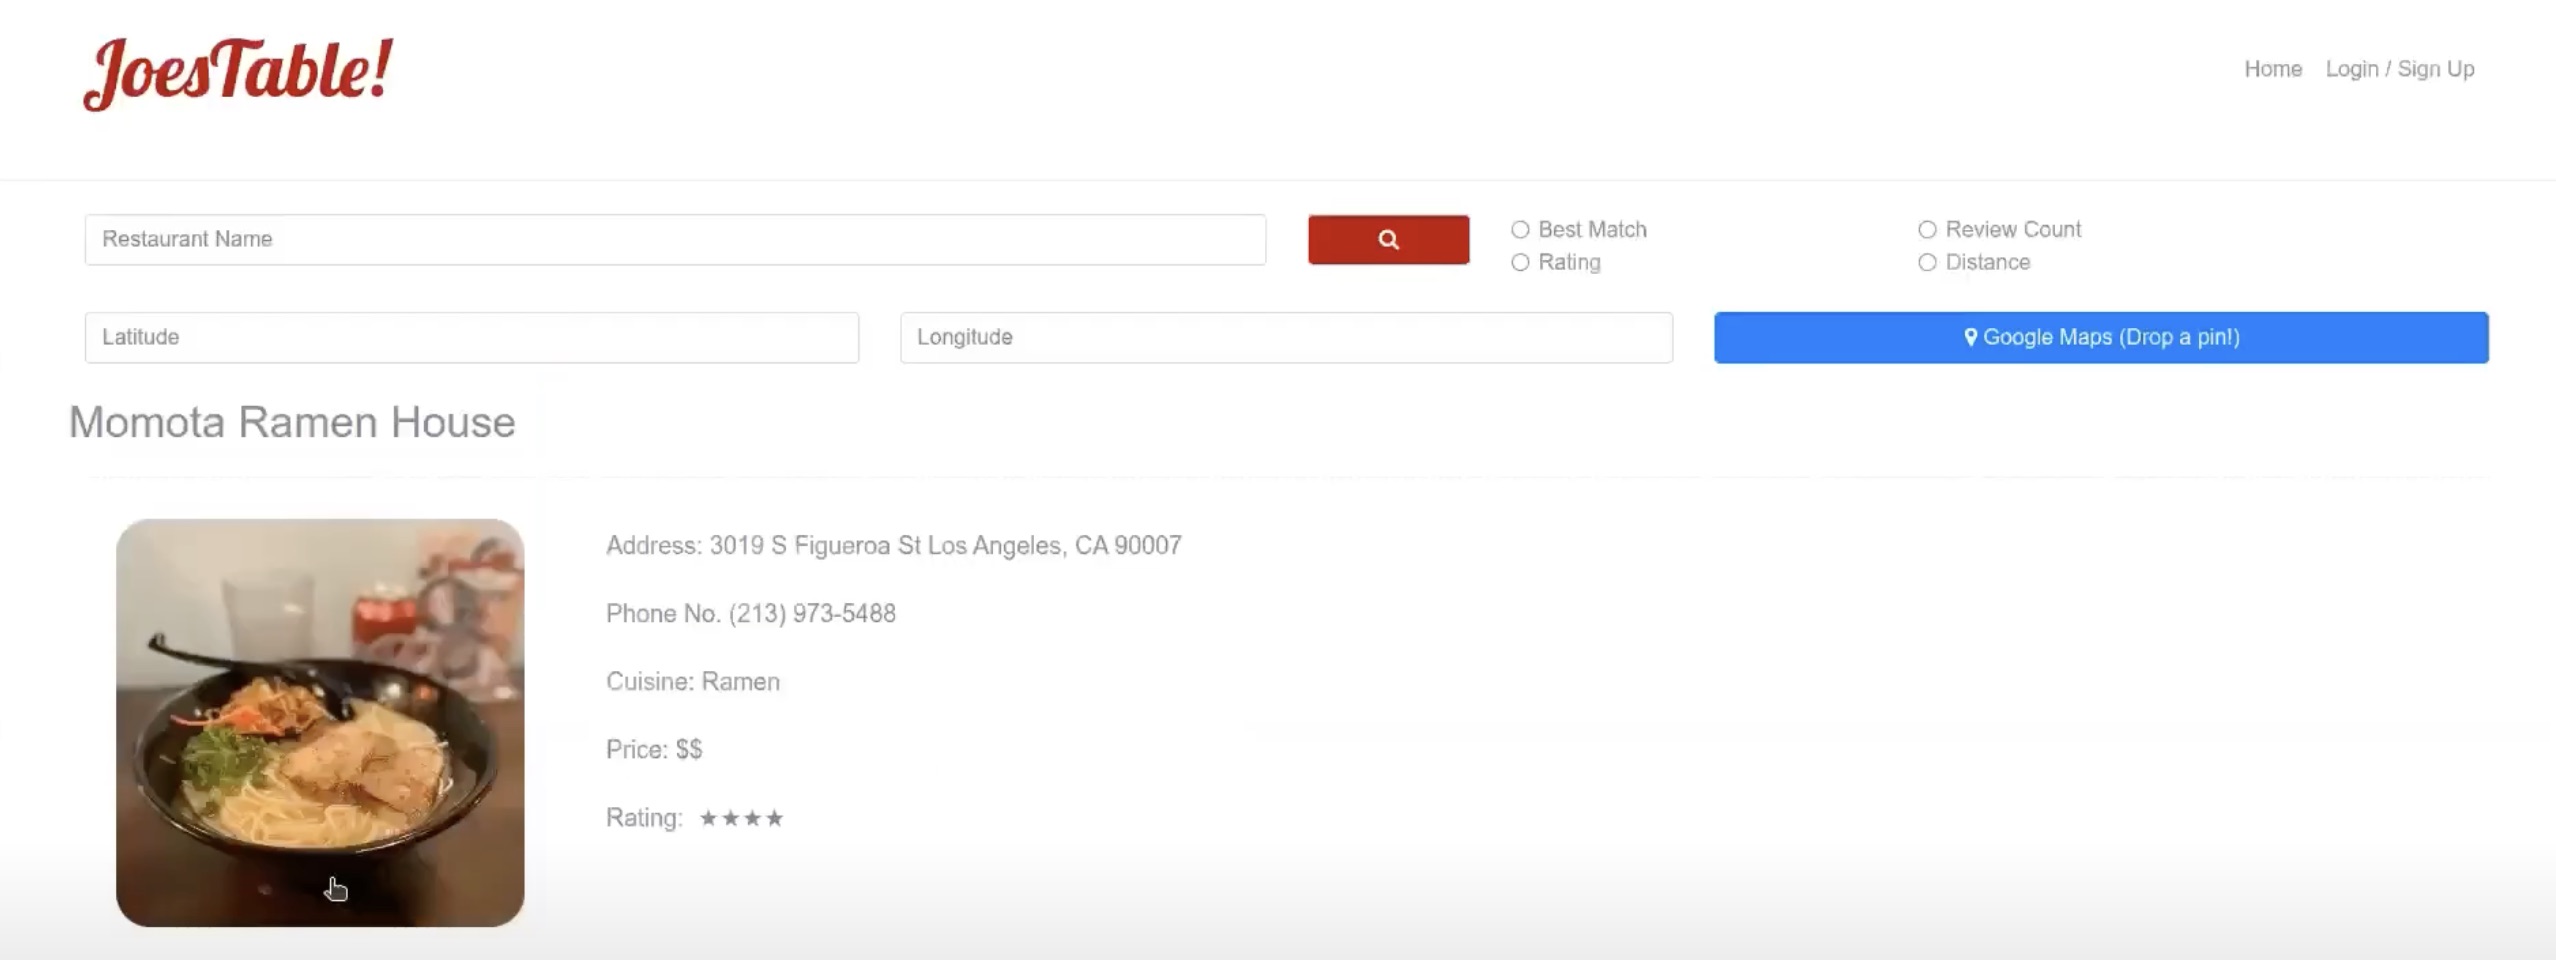 JoesTable!
Home Login / Sign Up
Restaurant Name
Best Match
Review Count
Rating
Distance
Latitude
Longitude
Google Maps (Drop a pin!)
Momota Ramen House
Address: 3019 S Figueroa St Los Angeles, CA 90007
Phone No. (213) 973-5488
Cuisine: Ramen
Price: $$
Rating: ★★★★